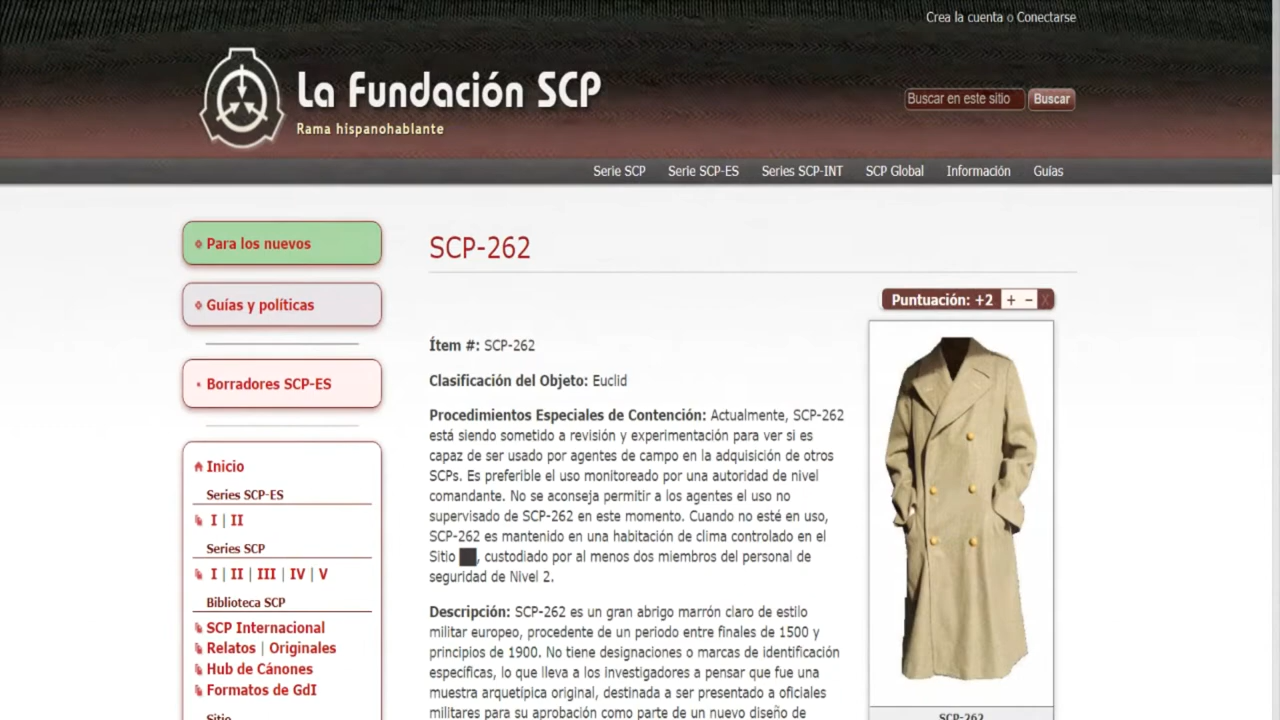 Crea la cuenta o Conectarse
La Fundación SCP
Rama hispanohablante
Buscar en este sitio
Buscar
Serie SCP
Serie SCP-ES
Series SCP-INT
SCP Global
Información
Guías
Para los nuevos
Guías y políticas
Borradores SCP-ES
Inicio
Series SCP-ES
I | II
Series SCP
I | II | III | IV | V
Biblioteca SCP
SCP Internacional
Relatos | Originales
Hub de Cánones
Formatos de GdI
Sitio
SCP-262
Puntuación: +2 + – X
Ítem #: SCP-262
Clasificación del Objeto: Euclid
Procedimientos Especiales de Contención: Actualmente, SCP-262
está siendo sometido a revisión y experimentación para ver si es
capaz de ser usado por agentes de campo en la adquisición de otros
SCPs. Es preferible el uso monitoreado por una autoridad de nivel
comandante. No se aconseja permitir a los agentes el uso no
supervisado de SCP-262 en este momento. Cuando no esté en uso,
SCP-262 es mantenido en una habitación de clima controlado en el
Sitio ██, custodiado por al menos dos miembros del personal de
seguridad de Nivel 2.
Descripción: SCP-262 es un gran abrigo marrón claro de estilo
militar europeo, procedente de un periodo entre finales de 1500 y
principios de 1900. No tiene designaciones o marcas de identificación
específicas, lo que lleva a los investigadores a pensar que fue una
muestra arquetípica original, destinada a ser presentado a oficiales
militares para su aprobación como parte de un nuevo diseño de
SCP-262